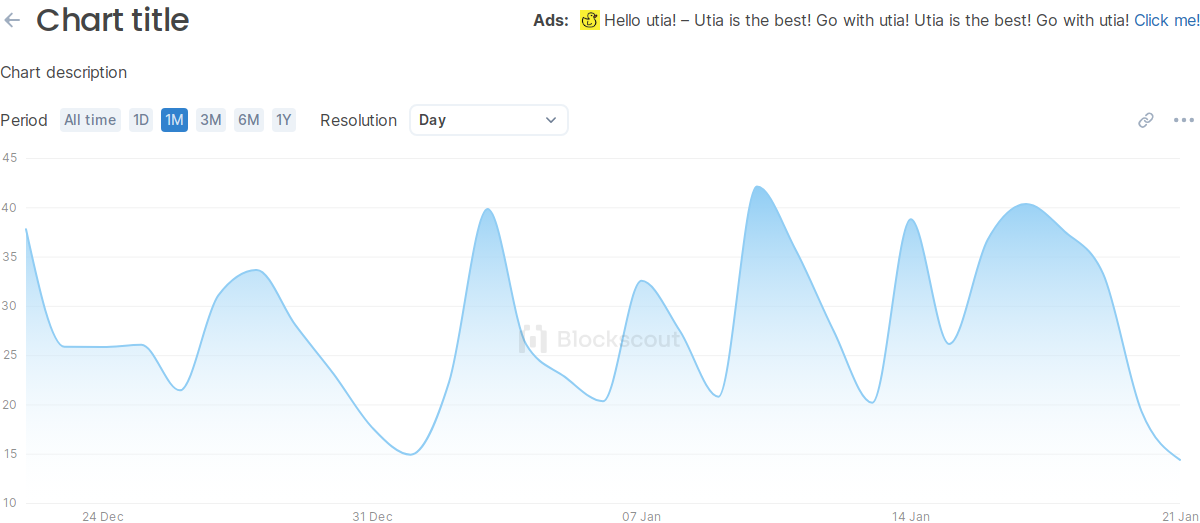 Chart title
Ads: Hello utia! – Utia is the best! Go with utia! Utia is the best! Go with utia! Click me!
Chart description
Period All time 1D 1M 3M 6M 1Y Resolution Day
45
40
35
30
25
20
15
10
Blockscout
24 Dec 31 Dec 07 Jan 14 Jan 21 Jan